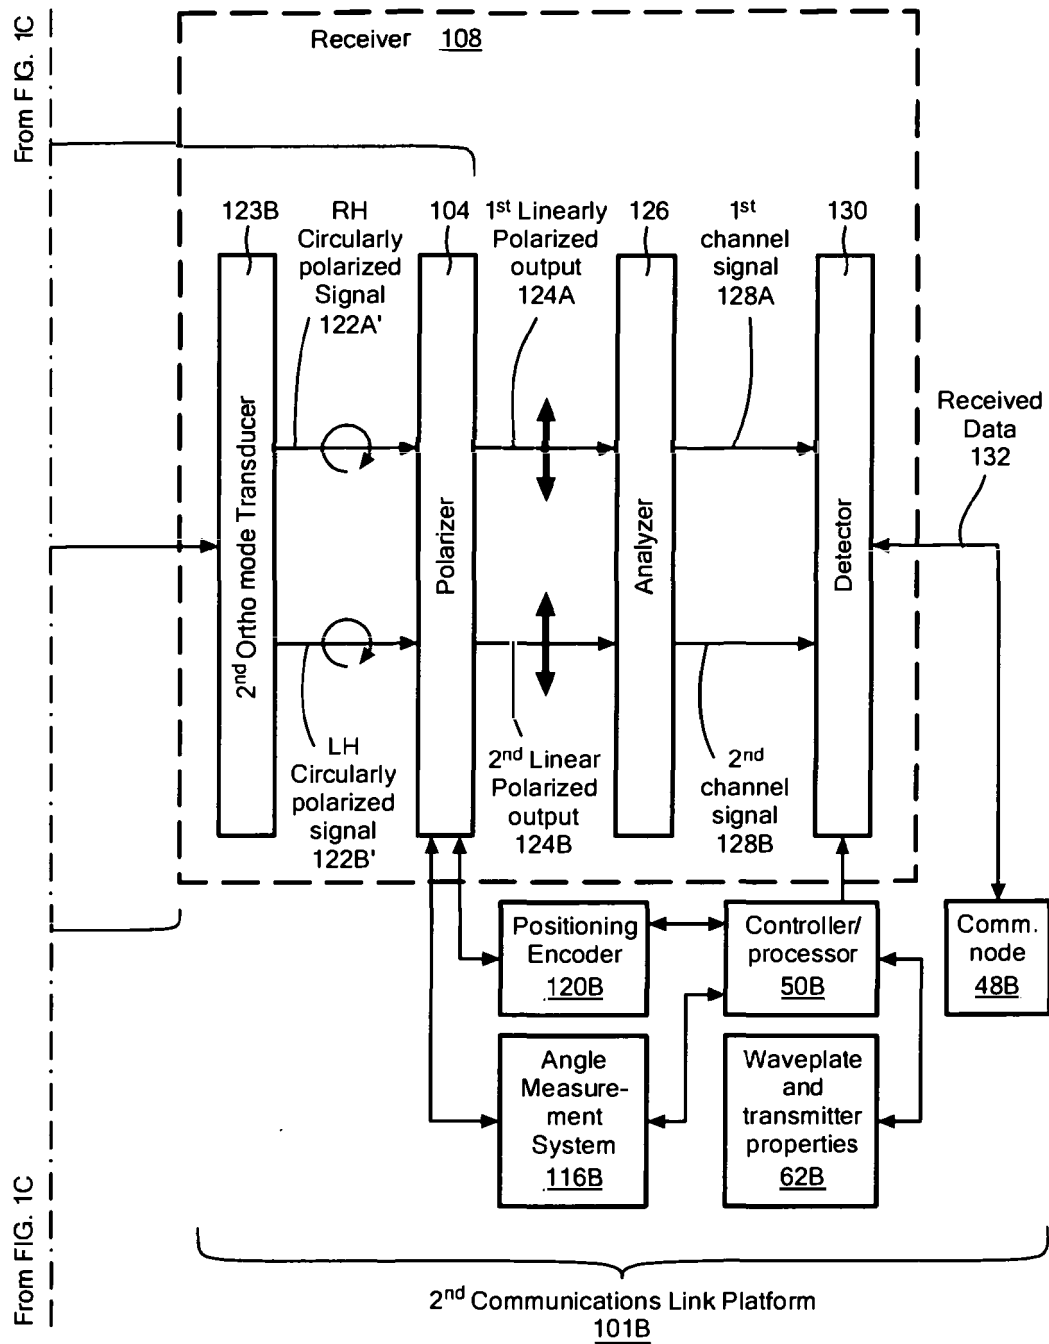 From FIG. 1C
Receiver 108
123B
RH
Circularly
polarized
Signal
122A'
104
1st Linearly
Polarized
output
124A
126
1st
channel
signal
128A
130
2nd Ortho mode Transducer
Polarizer
Analyzer
Detector
Received
Data
132
LH
Circularly
polarized
signal
122B'
2nd Linear
Polarized
output
124B
2nd
channel
signal
128B
Positioning
Encoder
120B
Controller/
processor
50B
Comm.
node
48B
Angle
Measure-
ment
System
116B
Waveplate
and
transmitter
properties
62B
From FIG. 1C
2nd Communications Link Platform
101B